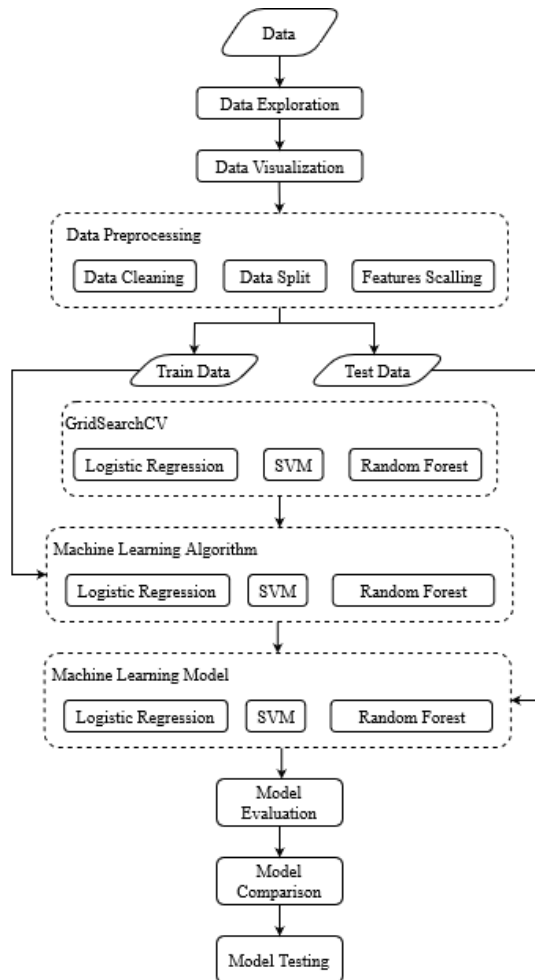 Data
Data Exploration
Data Visualization
Data Preprocessing
Data Cleaning
Data Split
Features Scalling
Train Data
Test Data
GridSearchCV
Logistic Regression
SVM
Random Forest
Machine Learning Algorithm
Logistic Regression
SVM
Random Forest
Machine Learning Model
Logistic Regression
SVM
Random Forest
Model
Evaluation
Model
Comparison
Model Testing